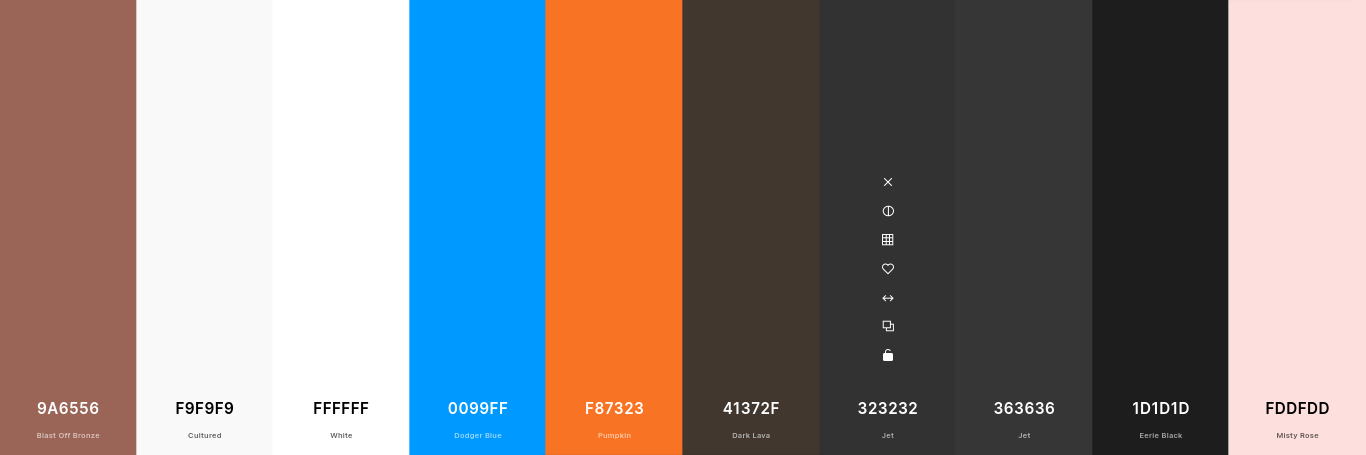 9A6556 F9F9F9 FFFFFF 0099FF F87323 41372F 323232 363636 1D1D1D FDDFDD
Blast Off Bronze Cultured White Dodger Blue Pumpkin Dark Lava Jet Jet Eerie Black Misty Rose